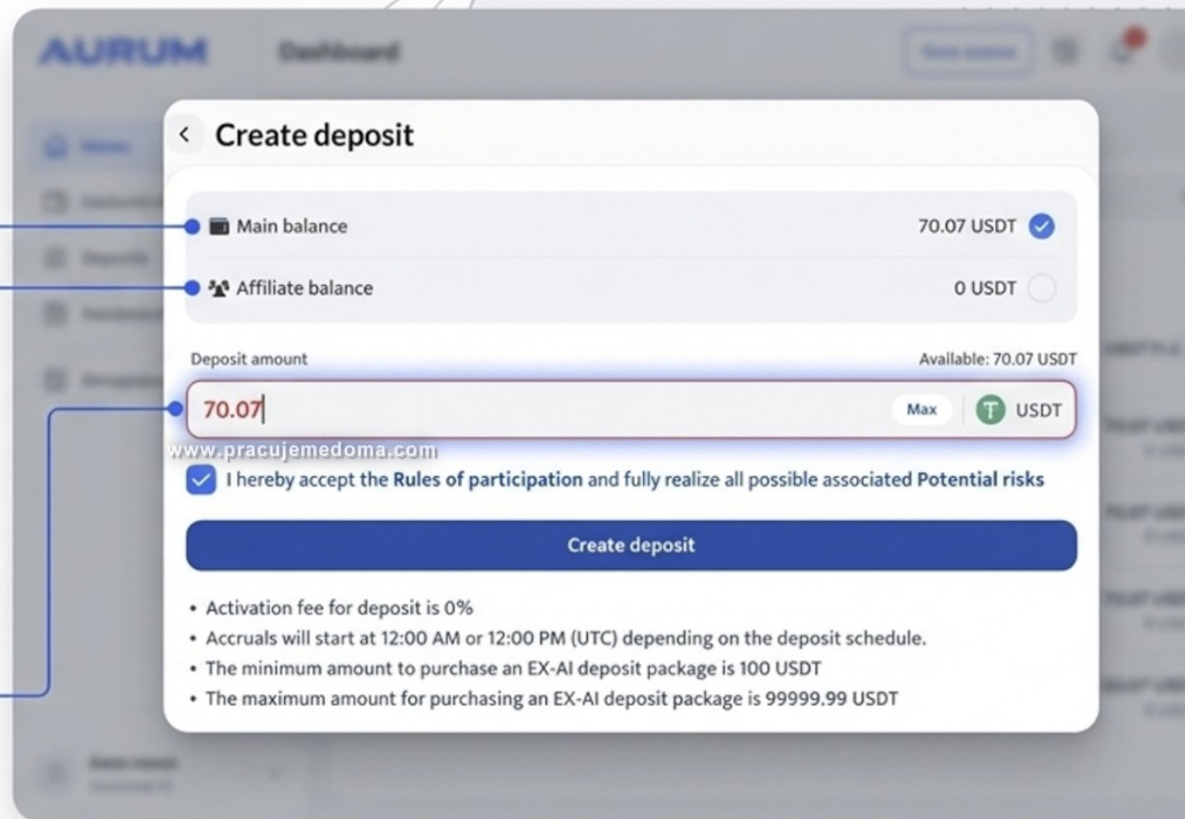 AURUM
Dashboard
Create deposit
Main balance 70.07 USDT
Affiliate balance 0 USDT
Deposit amount Available: 70.07 USDT
70.07 Max USDT
www.pracujemedoma.com
I hereby accept the Rules of participation and fully realize all possible associated Potential risks
Create deposit
• Activation fee for deposit is 0%
• Accruals will start at 12:00 AM or 12:00 PM (UTC) depending on the deposit schedule.
• The minimum amount to purchase an EX-AI deposit package is 100 USDT
• The maximum amount for purchasing an EX-AI deposit package is 99999.99 USDT